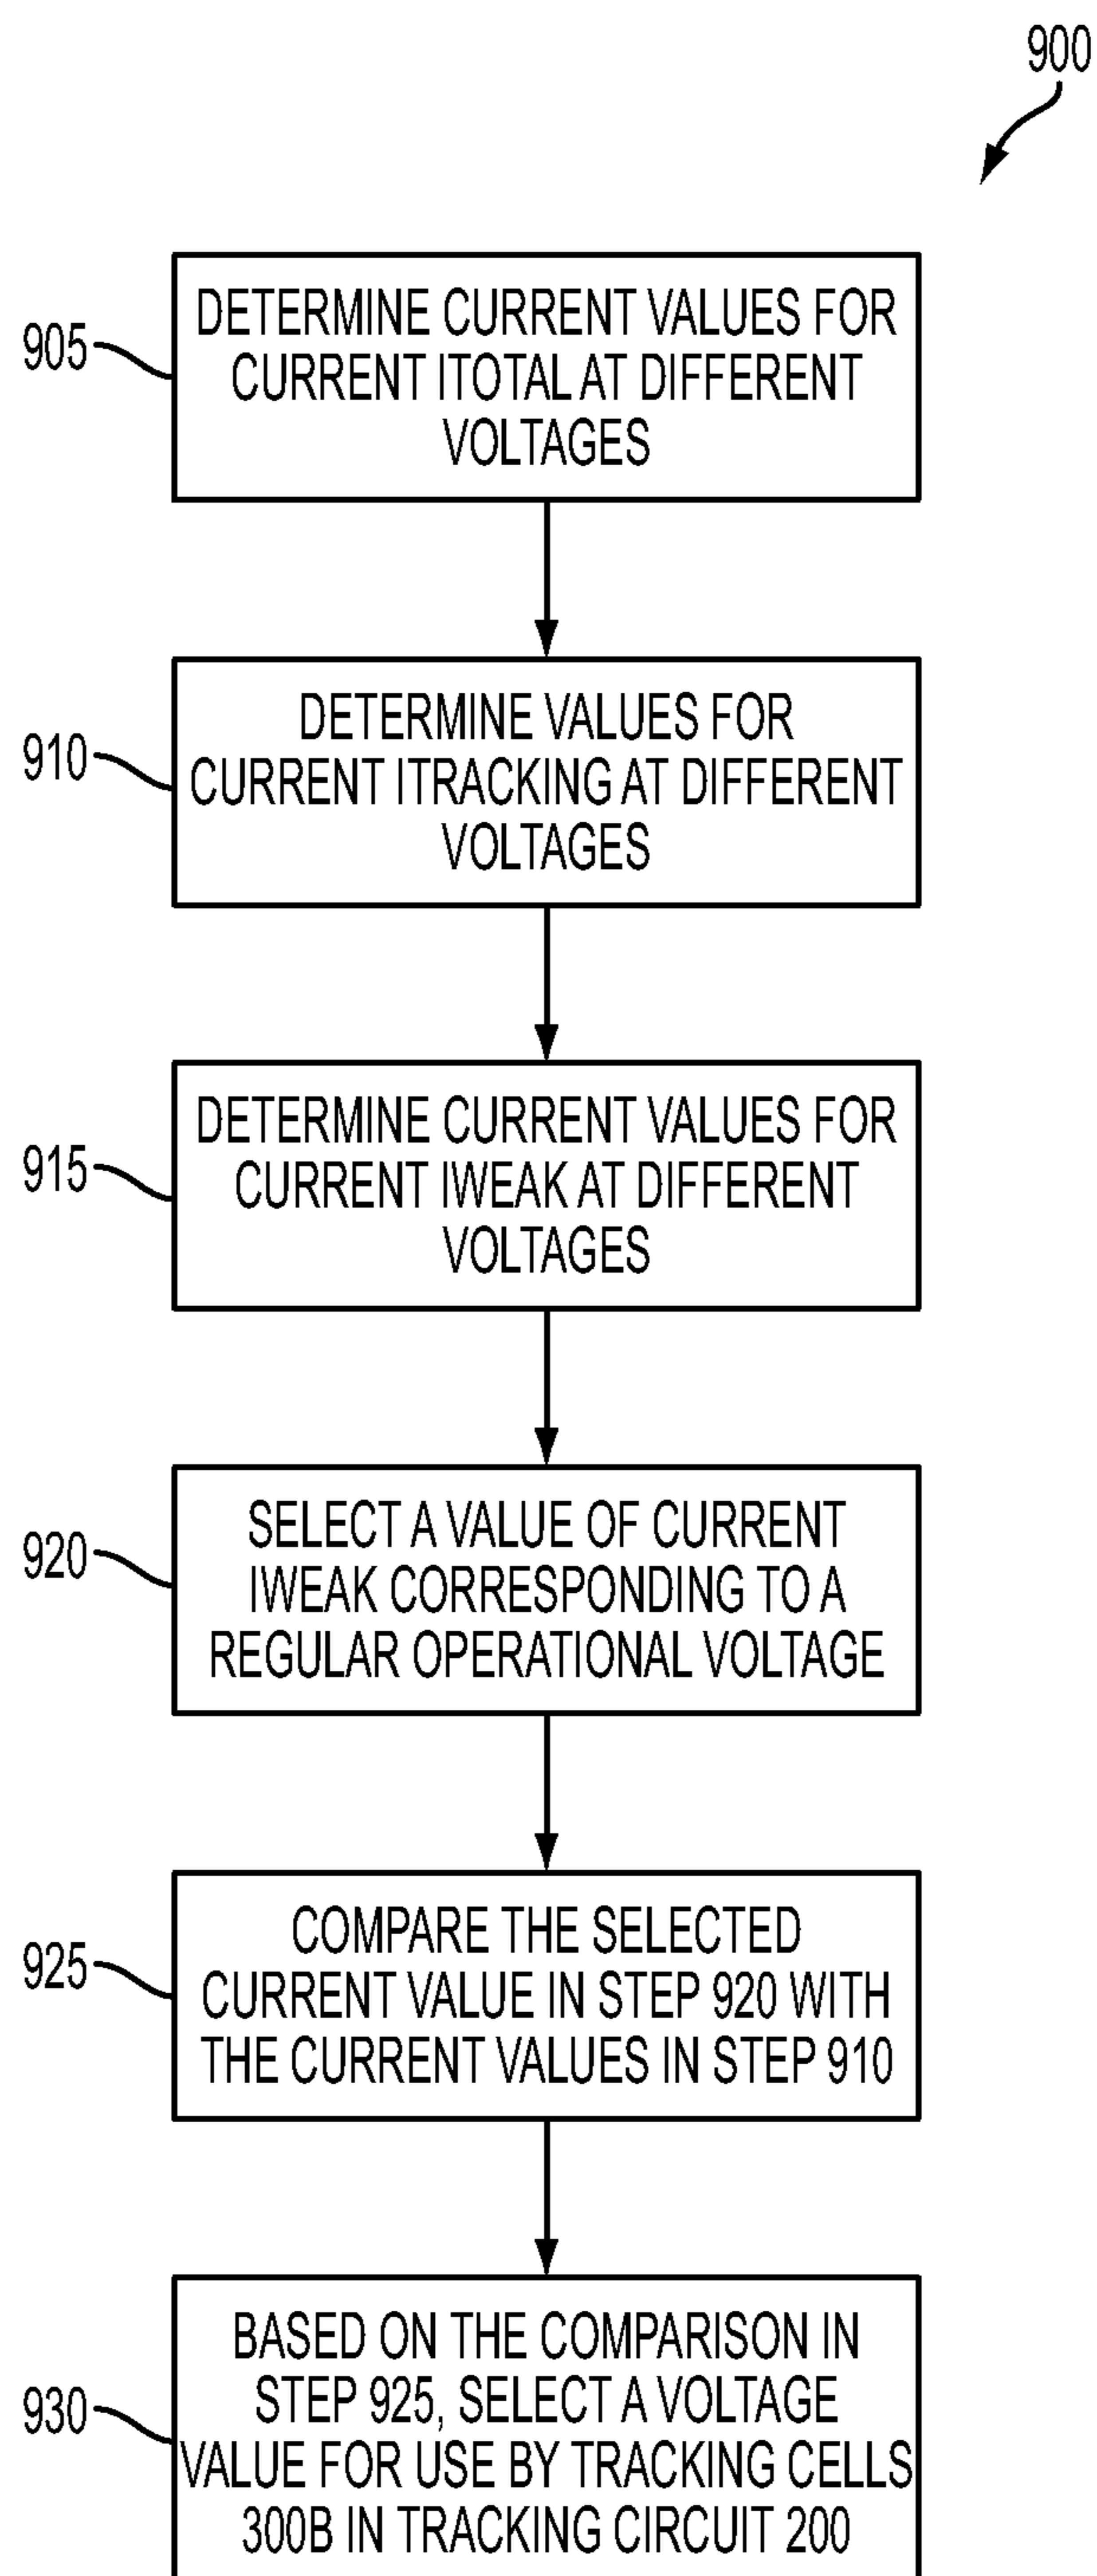 900
905
DETERMINE CURRENT VALUES FOR
CURRENT ITOTAL AT DIFFERENT
VOLTAGES
910
DETERMINE VALUES FOR
CURRENT ITRACKING AT DIFFERENT
VOLTAGES
915
DETERMINE CURRENT VALUES FOR
CURRENT IWEAK AT DIFFERENT
VOLTAGES
920
SELECT A VALUE OF CURRENT
IWEAK CORRESPONDING TO A
REGULAR OPERATIONAL VOLTAGE
925
COMPARE THE SELECTED
CURRENT VALUE IN STEP 920 WITH
THE CURRENT VALUES IN STEP 910
930
BASED ON THE COMPARISON IN
STEP 925, SELECT A VOLTAGE
VALUE FOR USE BY TRACKING CELLS
300B IN TRACKING CIRCUIT 200